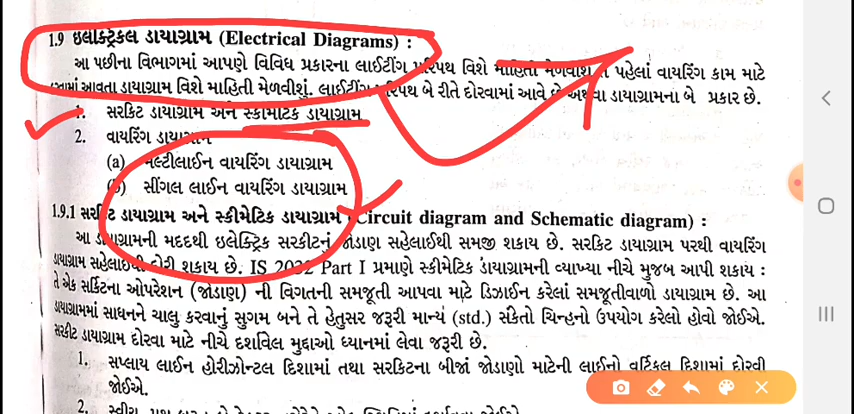 1.9 ઇલેક્ટ્રિકલ ડાયાગ્રામ (Electrical Diagrams) :
આ પછીના વિભાગમાં આપણે વિવિધ પ્રકારના લાઈટીંગ પરિપથ વિશે માહિતી મેળવીશું તે પહેલાં વાયરિંગ કામ માટે
આવતા ડાયાગ્રામ વિશે માહિતી મેળવીશું. લાઈટીંગ પરિપથ બે રીતે દોરવામાં આવે છે અથવા ડાયાગ્રામના બે પ્રકાર છે.
1. સરકિટ ડાયાગ્રામ અને સ્કીમાટિક ડાયાગ્રામ
2. વાયરિંગ ડાયાગ્રામ
(a) મલ્ટીલાઈન વાયરિંગ ડાયાગ્રામ
(b) સીંગલ લાઈન વાયરિંગ ડાયાગ્રામ
1.9.1 સરકિટ ડાયાગ્રામ અને સ્કીમેટિક ડાયાગ્રામ (Circuit diagram and Schematic diagram) :
આ ડાયાગ્રામની મદદથી ઇલેક્ટ્રિક સરકીટનું જોડાણ સહેલાઈથી સમજી શકાય છે. સરકિટ ડાયાગ્રામ પરથી વાયરિંગ
ડાયાગ્રામ સહેલાઈથી દોરી શકાય છે. IS 2032 Part I પ્રમાણે સ્કીમેટિક ડાયાગ્રામની વ્યાખ્યા નીચે મુજબ આપી શકાય :
તે એક સર્કિટના ઓપરેશન (જોડાણ) ની વિગતની સમજૂતી આપવા માટે ડિઝાઈન કરેલાં સમજૂતીવાળો ડાયાગ્રામ છે. આ
ડાયાગ્રામમાં સાધનને ચાલુ કરવાનું સુગમ બને તે હેતુસર જરૂરી માન્ય (std.) સંકેતો ચિન્હનો ઉપયોગ કરેલો હોવો જોઈએ.
સરકીટ ડાયાગ્રામ દોરવા માટે નીચે દર્શાવેલ મુદ્દાઓ ધ્યાનમાં લેવા જરૂરી છે.
1. સપ્લાય લાઈન હોરીઝોન્ટલ દિશામાં તથા સરકિટના બીજાં જોડાણો માટેની લાઈનો વર્ટિકલ દિશામાં દોરવી
જોઈએ.
2.